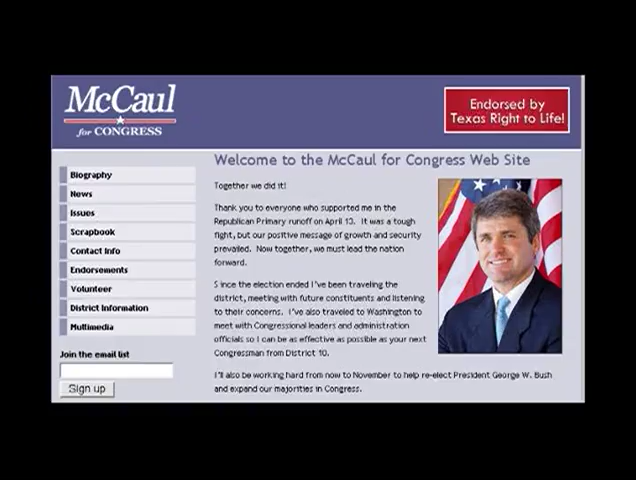 McCaul
for CONGRESS
Endorsed by
Texas Right to Life!
Welcome to the McCaul for Congress Web Site
Biography
News
Issues
Scrapbook
Contact Info
Endorsements
Volunteer
District Information
Multimedia
Join the email list
Sign up
Together we did it!
Thank you to everyone who supported me in the
Republican Primary runoff on April 13. It was a tough
fight, but our positive message of growth and security
prevailed. Now together, we must lead the nation
forward.
Since the election ended I've been traveling the
district, meeting with future constituents and listening
to their concerns. I've also traveled to Washington to
meet with Congressional leaders and administration
officials so I can be as effective as possible as your next
Congressman from District 10.
I'll also be working hard from now to November to help re-elect President George W. Bush
and expand our majorities in Congress.